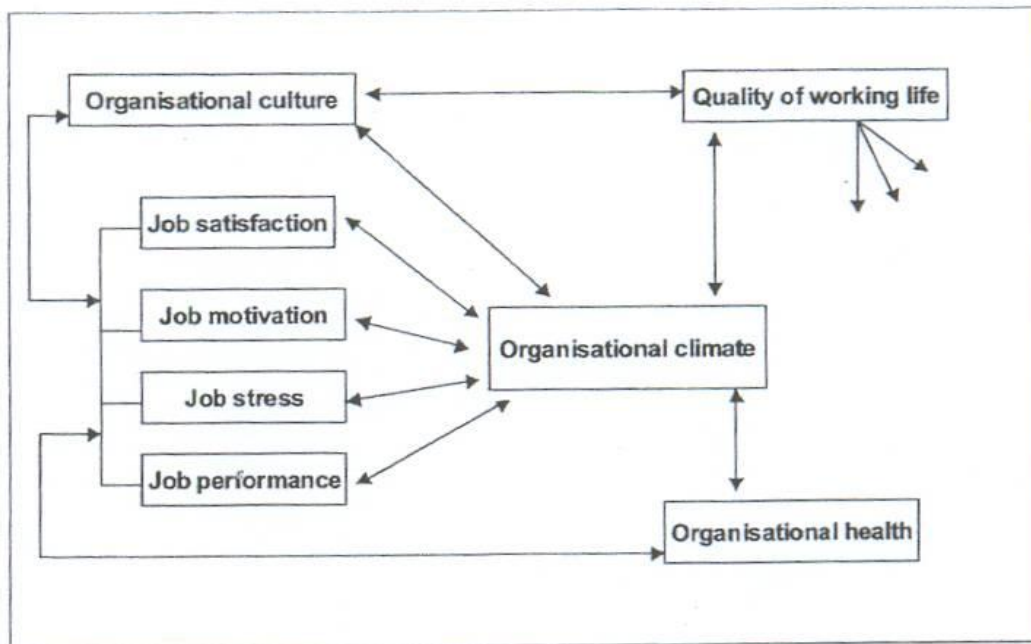 Organisational culture
Quality of working life
Job satisfaction
Job motivation
Organisational climate
Job stress
Job performance
Organisational health